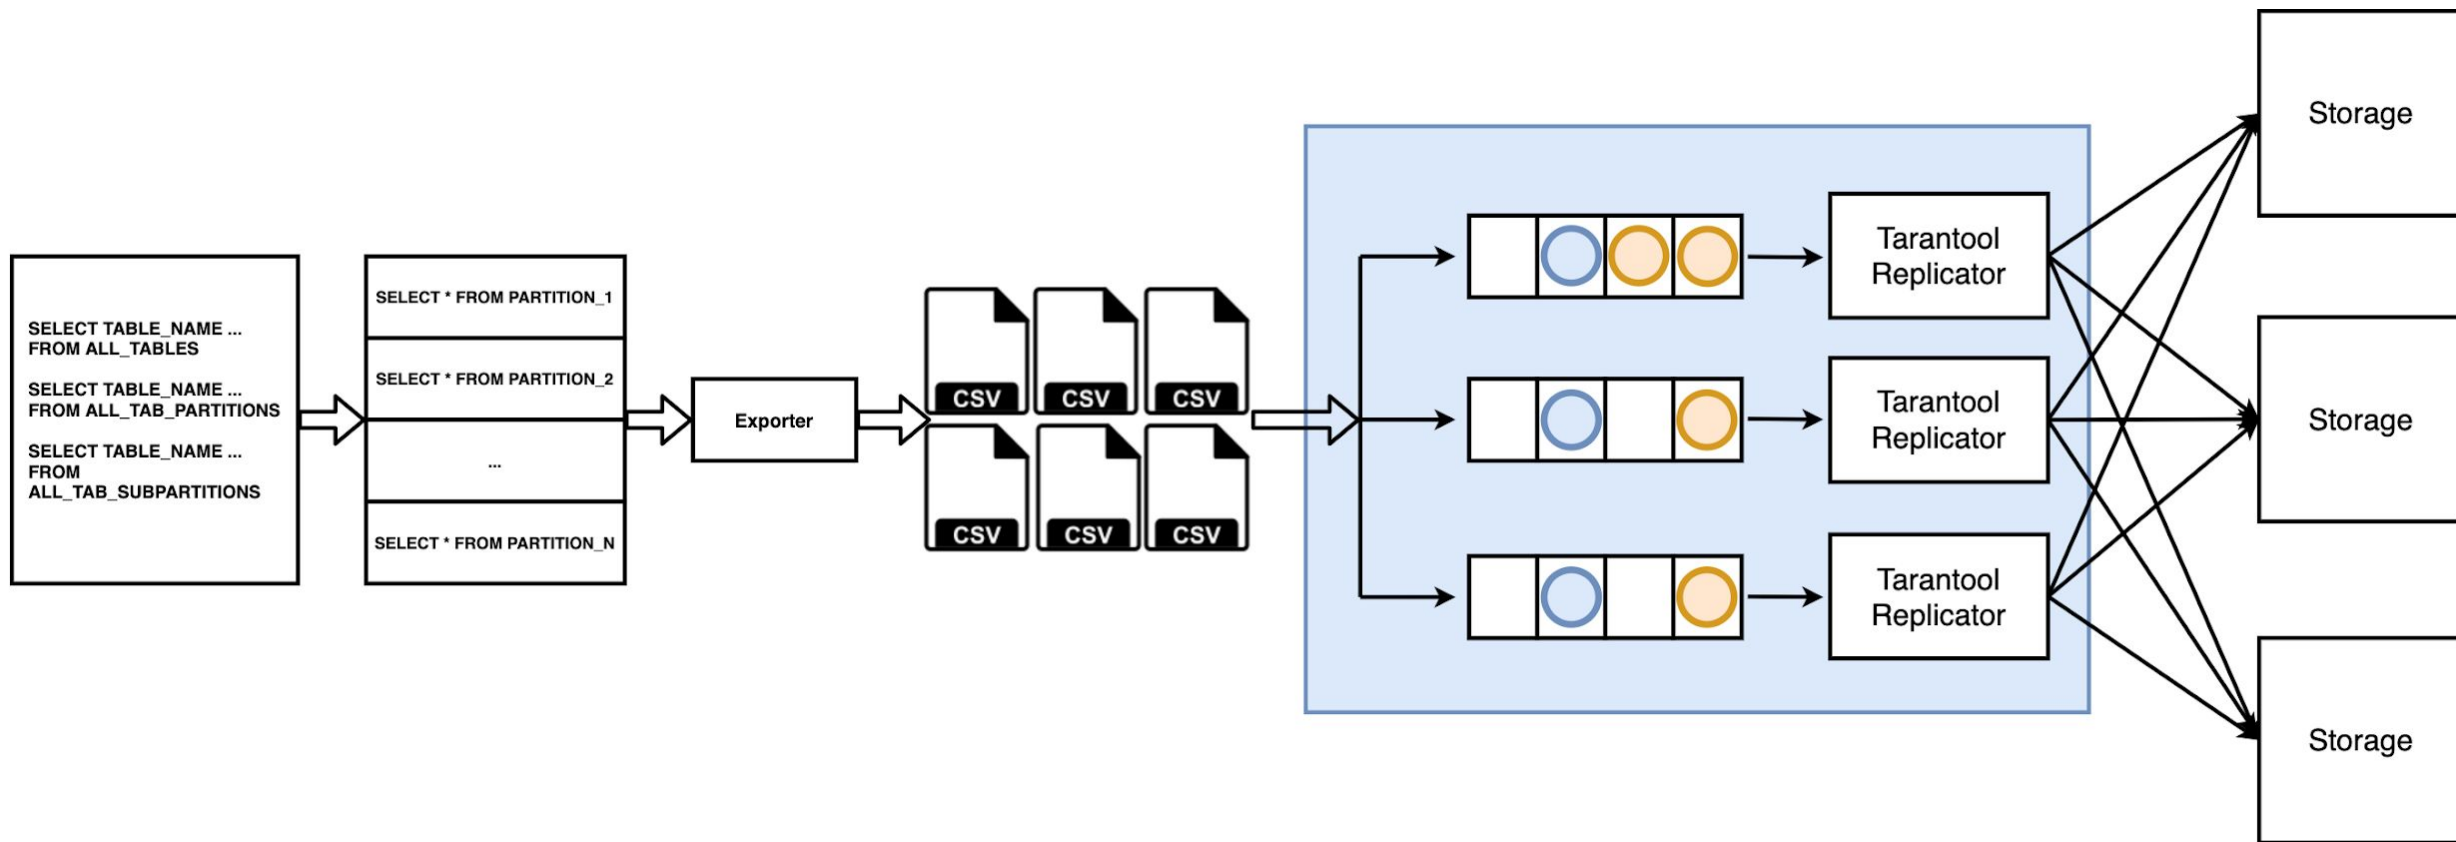 SELECT TABLE_NAME ...
FROM ALL_TABLES
SELECT TABLE_NAME ...
FROM ALL_TAB_PARTITIONS
SELECT TABLE_NAME ...
FROM
ALL_TAB_SUBPARTITIONS
SELECT * FROM PARTITION_1
SELECT * FROM PARTITION_2
...
SELECT * FROM PARTITION_N
Exporter
CSV
CSV
CSV
CSV
CSV
CSV
Tarantool
Replicator
Tarantool
Replicator
Tarantool
Replicator
Storage
Storage
Storage